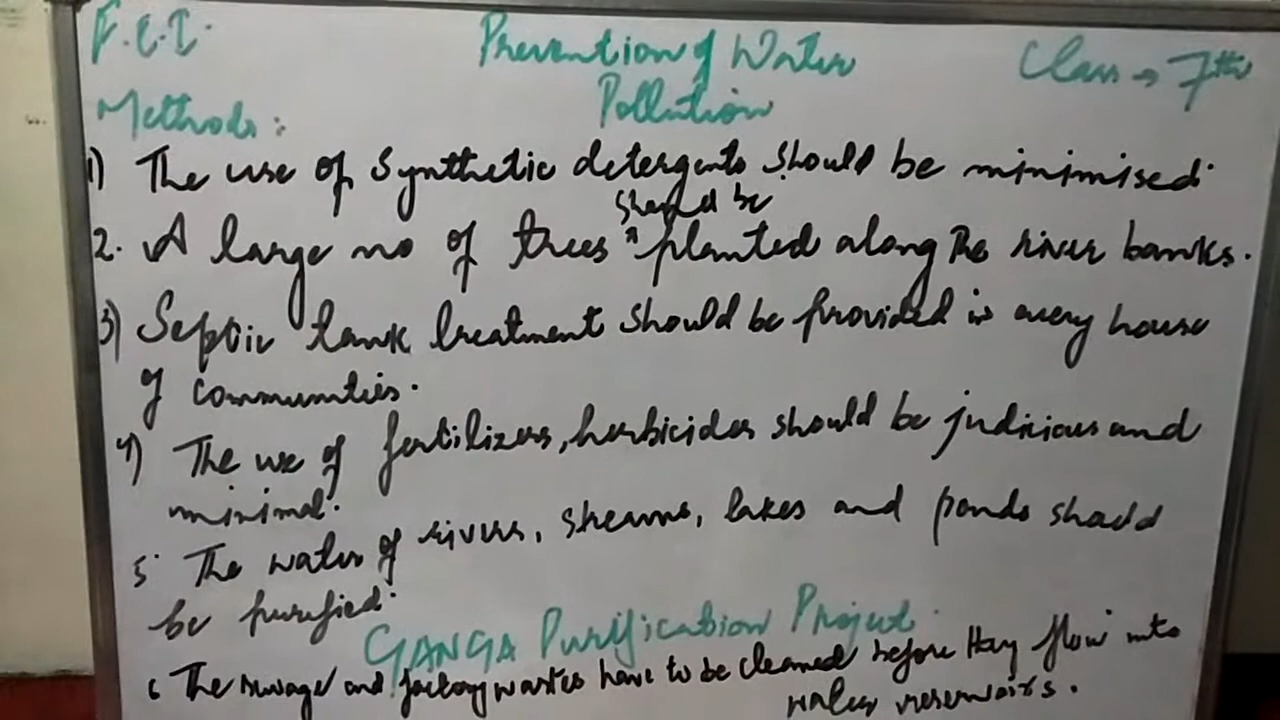 F.E.I. Prevention of Water Class → 7th
Pollution
Methods:
1) The use of Synthetic detergents should be minimised.
should be
2. A large no of trees planted along the river banks.
3) Septic tank treatment should be provided in every house
of communities.
4) The use of fertilizers, herbicides should be judicious and
minimal.
5. The water of rivers, streams, lakes and ponds should
be purified.
GANGA Purification Project.
6 The sewage and factory wastes have to be cleaned before they flow into
water reservoirs.